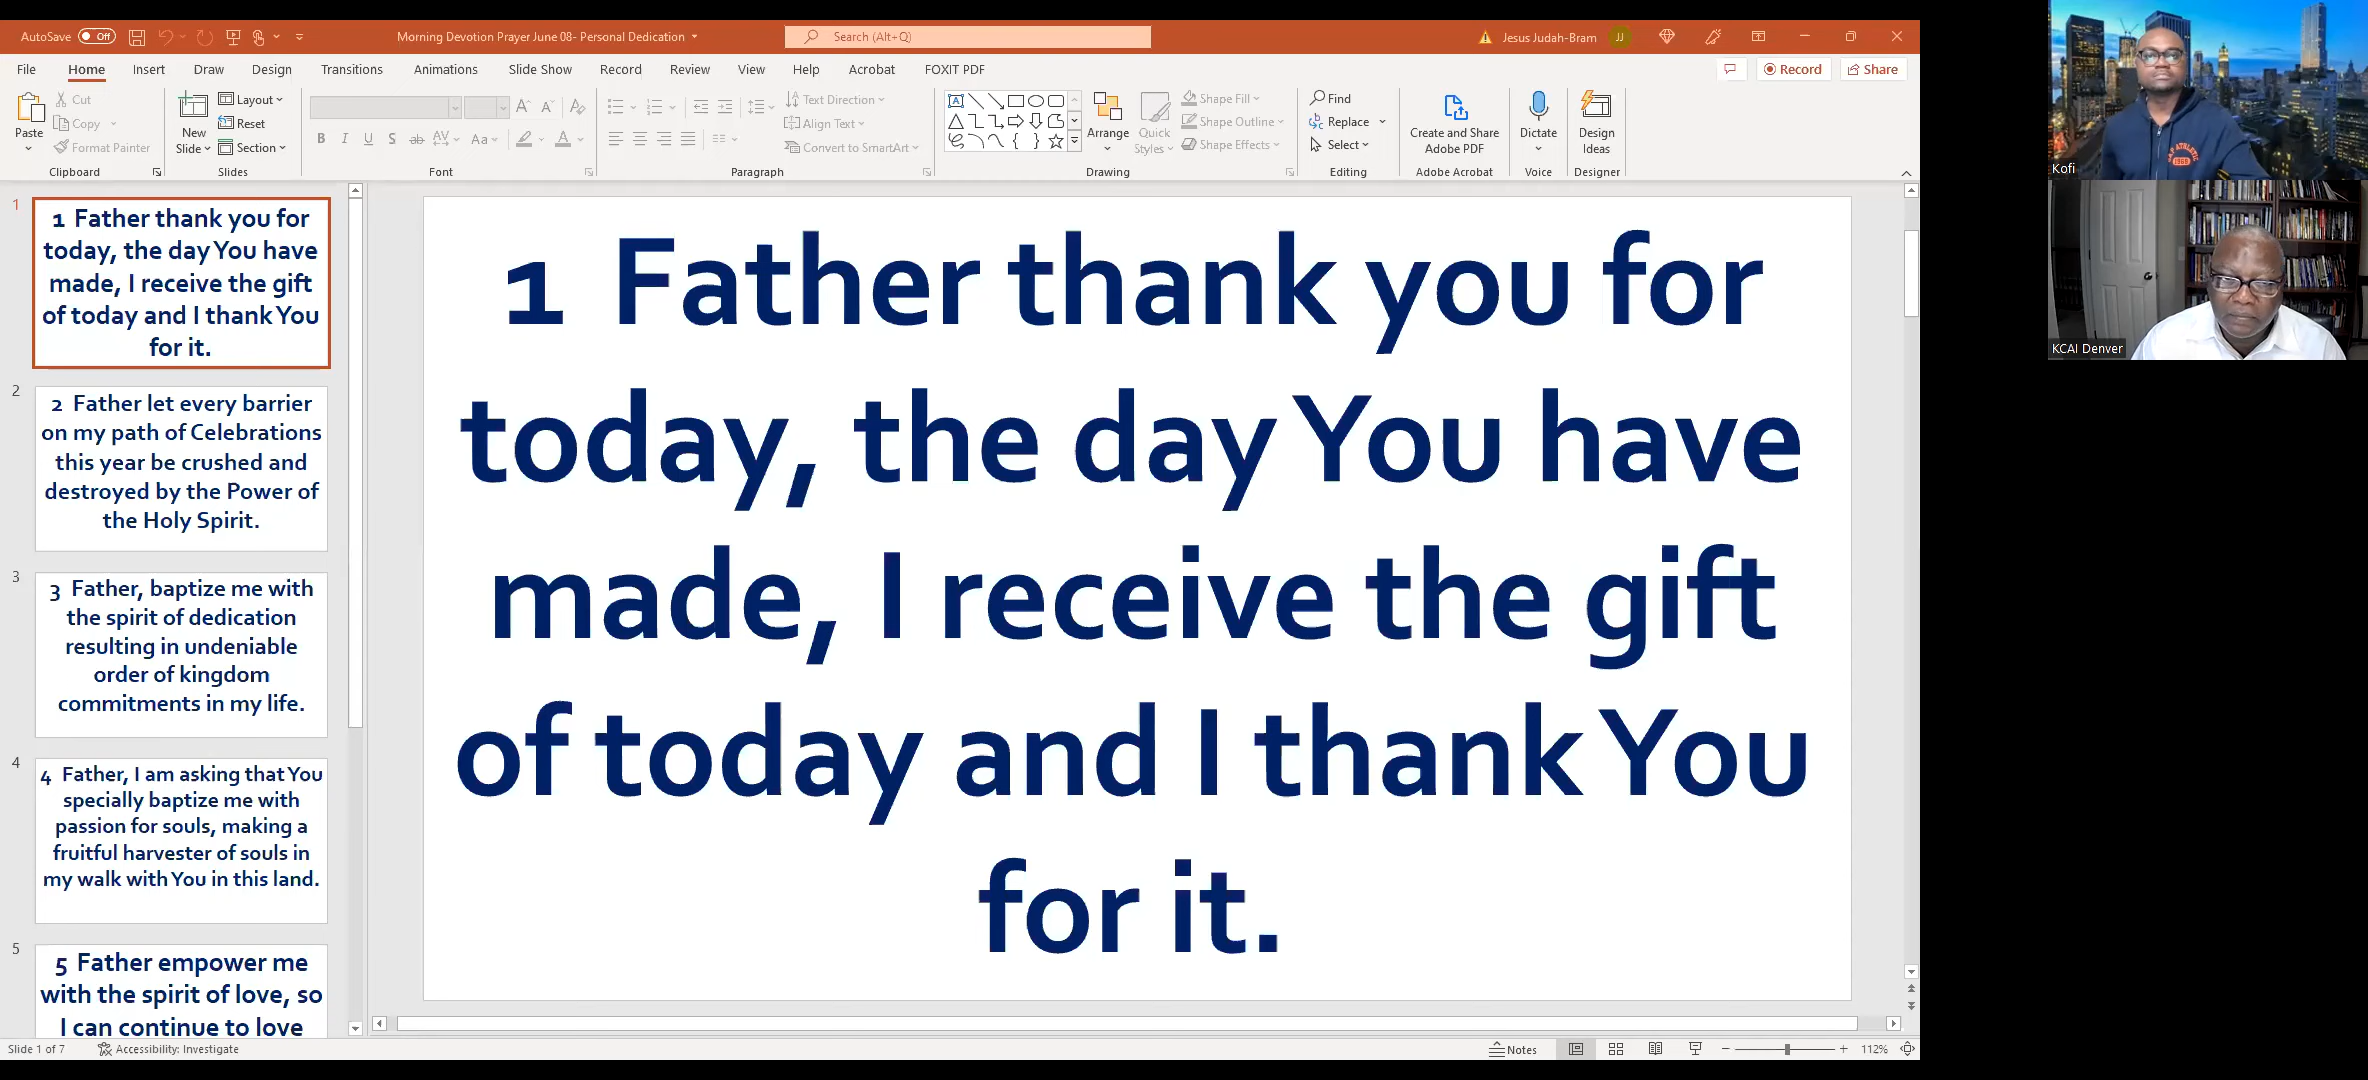 AutoSave Off
Morning Devotion Prayer June 08- Personal Dedication
Search (Alt+Q)
Jesus Judah-Bram JJ
File Home Insert Draw Design Transitions Animations Slide Show Record Review View Help Acrobat FOXIT PDF
Record Share
Paste
Cut
Copy
Format Painter
Clipboard
New
Slide
Layout
Reset
Section
Slides
B I U S ab AV Aa A
Font
Text Direction
Align Text
Convert to SmartArt
Paragraph
Arrange
Quick
Styles
Shape Fill
Shape Outline
Shape Effects
Drawing
Find
Replace
Select
Editing
Create and Share
Adobe PDF
Adobe Acrobat
Dictate
Voice
Design
Ideas
Designer
1
1 Father thank you for
today, the day You have
made, I receive the gift
of today and I thank You
for it.
2
2 Father let every barrier
on my path of Celebrations
this year be crushed and
destroyed by the Power of
the Holy Spirit.
3
3 Father, baptize me with
the spirit of dedication
resulting in undeniable
order of kingdom
commitments in my life.
4
4 Father, I am asking that You
specially baptize me with
passion for souls, making a
fruitful harvester of souls in
my walk with You in this land.
5
5 Father empower me
with the spirit of love, so
I can continue to love
1 Father thank you for
today, the day You have
made, I receive the gift
of today and I thank You
for it.
Slide 1 of 7
Accessibility: Investigate
Notes
112%
Kofi
KCAI Denver